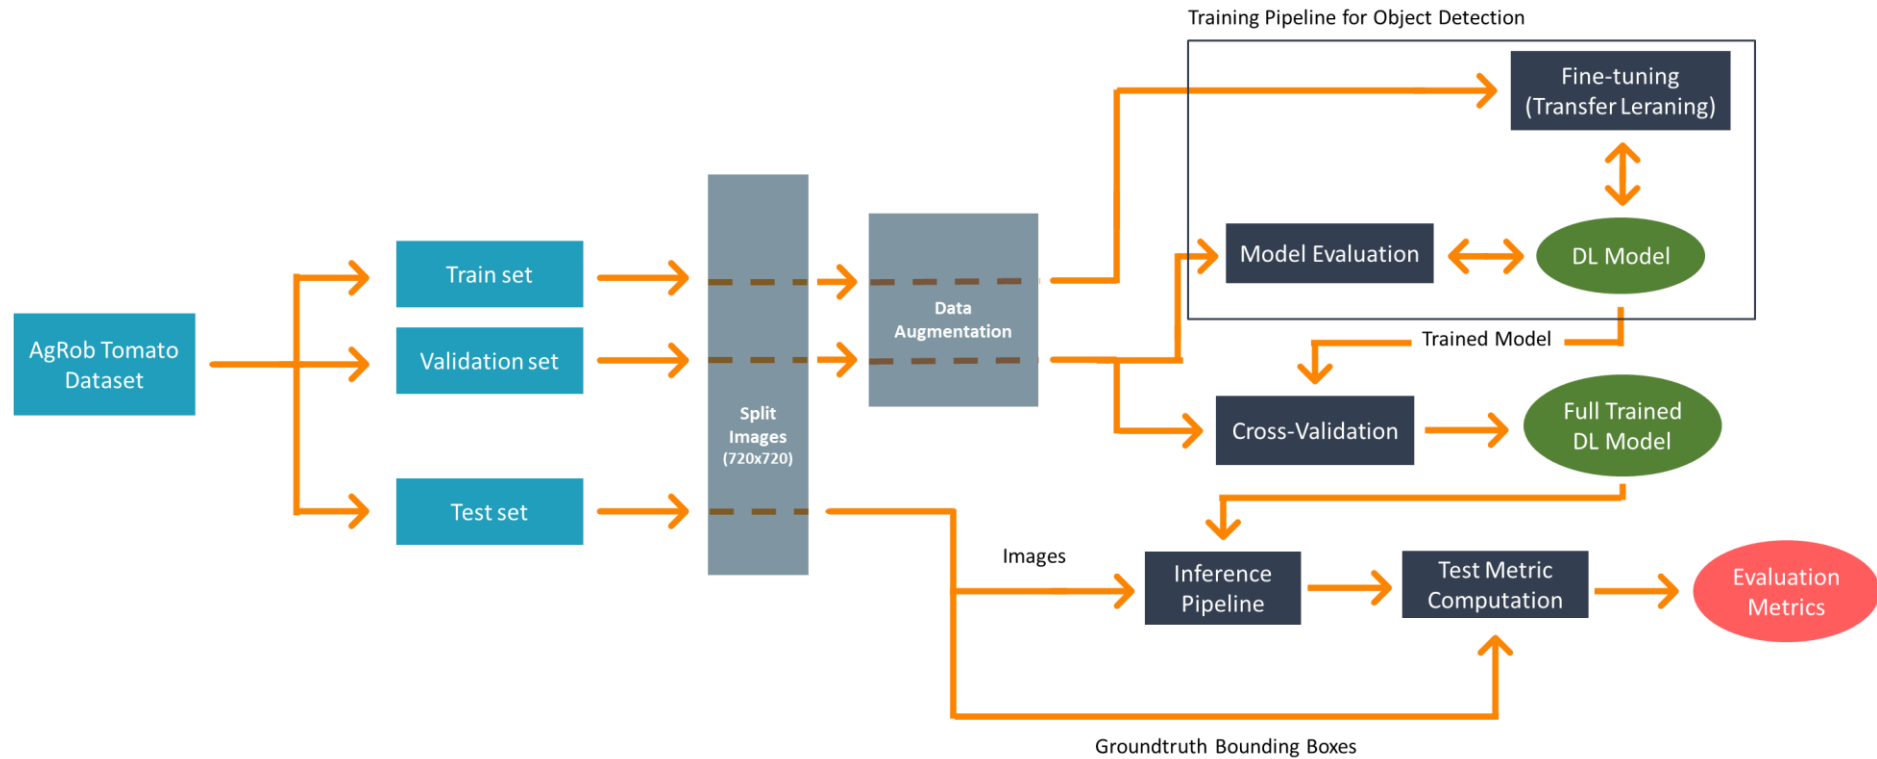 Training Pipeline for Object Detection
Fine-tuning
(Transfer Leraning)
Model Evaluation
DL Model
Train set
Validation set
Test set
AgRob Tomato
Dataset
Split
Images
(720x720)
Data
Augmentation
Trained Model
Cross-Validation
Full Trained
DL Model
Images
Inference
Pipeline
Test Metric
Computation
Evaluation
Metrics
Groundtruth Bounding Boxes